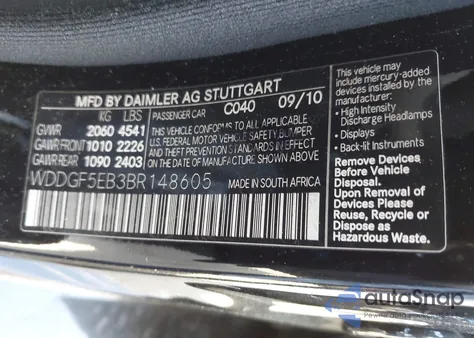 MFD BY DAIMLER AG STUTTGART
KG LBS PASSENGER CAR C040 09/10
GVWR 2060 4541
GAWR FRONT 1010 2226
GAWR REAR 1090 2403
THIS VEHICLE CONFORMS TO ALL APPLICABLE
U.S. FEDERAL MOTOR VEHICLE SAFETY, BUMPER
AND THEFT PREVENTION STANDARDS IN EFFECT
ON THE DATE OF MANUFACTURE SHOWN ABOVE.
WDDGF5EB3BR148605 MADE IN SOUTH AFRICA
This vehicle may
include mercury-added
devices installed by the
manufacturer:
• High Intensity
Discharge Headlamps
• Displays
• Back-lit Instruments
Remove Devices
Before Vehicle
Disposal.
Upon Removal of
Devices Please
Reuse, Recycle or
Dispose as
Hazardous Waste.
autoSnap